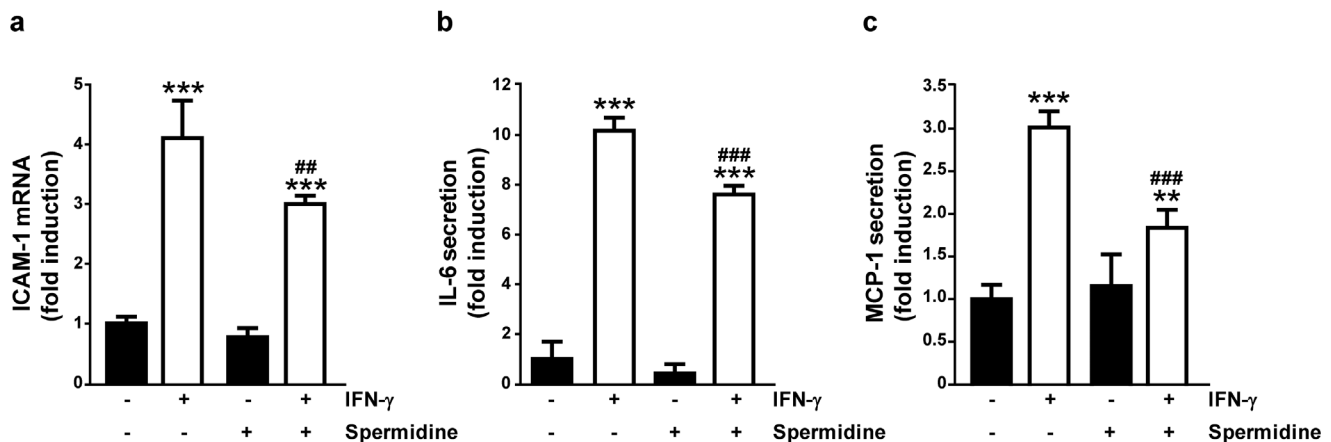 a
ICAM-1 mRNA
(fold induction)
5
4
3
2
1
0
***
##
***
- + - + IFN-γ
- - + + Spermidine
b
IL-6 secretion
(fold induction)
12
10
8
6
4
2
0
***
###
***
- + - + IFN-γ
- - + + Spermidine
c
MCP-1 secretion
(fold induction)
3.5
3.0
2.5
2.0
1.5
1.0
0.5
0.0
***
###
**
- + - + IFN-γ
- - + + Spermidine